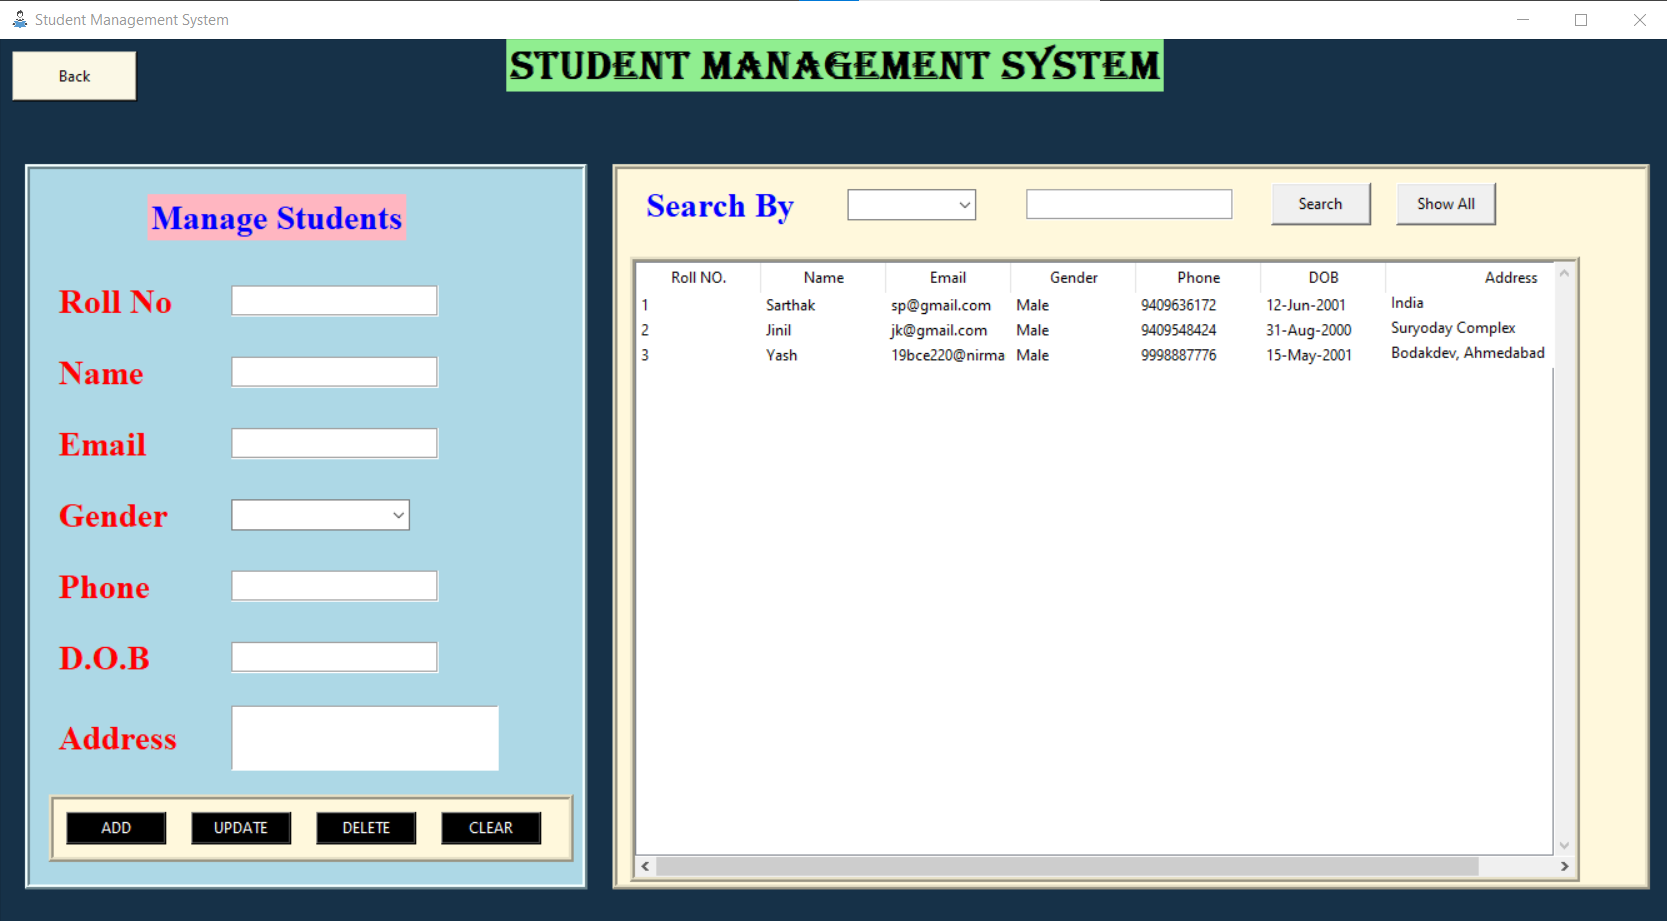 Student Management System
Back
STUDENT MANAGEMENT SYSTEM
Manage Students
Roll No
Name
Email
Gender
Phone
D.O.B
Address
ADD UPDATE DELETE CLEAR
Search By Search Show All
Roll NO. Name Email Gender Phone DOB Address
1 Sarthak sp@gmail.com Male 9409636172 12-Jun-2001 India
2 Jinil jk@gmail.com Male 9409548424 31-Aug-2000 Suryoday Complex
3 Yash 19bce220@nirma Male 9998887776 15-May-2001 Bodakdev, Ahmedabad